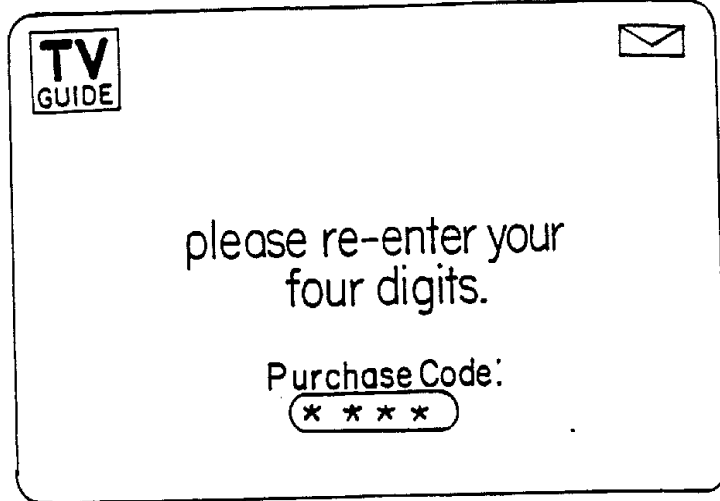 TV
GUIDE
please re-enter your
four digits.
Purchase Code:
* * * *